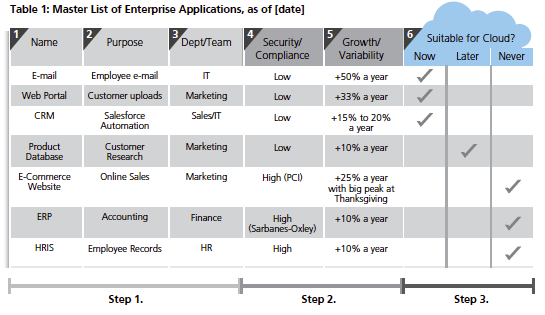 Table 1: Master List of Enterprise Applications, as of [date]
1 Name
2 Purpose
3 Dept/Team
4 Security/
Compliance
5 Growth/
Variability
6 Suitable for Cloud?
Now Later Never
E-mail Employee e-mail IT Low +50% a year
Web Portal Customer uploads Marketing Low +33% a year
CRM Salesforce
Automation Sales/IT Low +15% to 20%
a year
Product
Database Customer
Research Marketing Low +10% a year
E-Commerce
Website Online Sales Marketing High (PCI) +25% a year
with big peak at
Thanksgiving
ERP Accounting Finance High
(Sarbanes-Oxley) +10% a year
HRIS Employee Records HR High +10% a year
Step 1. Step 2. Step 3.